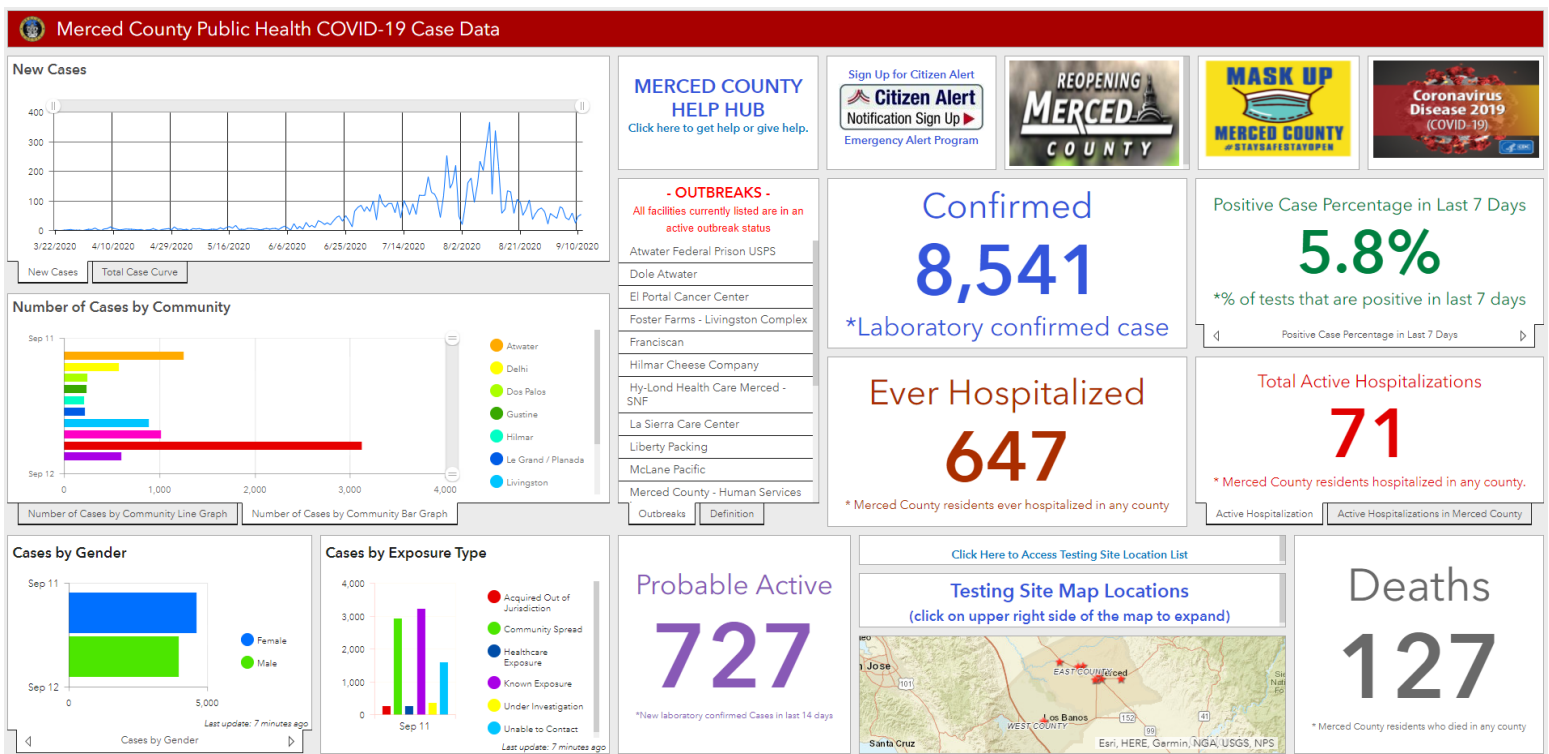 Merced County Public Health COVID-19 Case Data
New Cases
400
300
200
100
0
3/22/2020 4/10/2020 4/29/2020 5/16/2020 6/6/2020 6/25/2020 7/14/2020 8/2/2020 8/21/2020 9/10/2020
New Cases
Total Case Curve
MERCED COUNTY
HELP HUB
Click here to get help or give help.
Sign Up for Citizen Alert
Citizen Alert
Notification Sign Up
Emergency Alert Program
REOPENING
MERCED
COUNTY
MASK UP
MERCED COUNTY
#STAYSAFESTAYOPEN
Coronavirus
Disease 2019
(COVID-19)
CDC
Number of Cases by Community
Sep 11
Sep 12
0 1,000 2,000 3,000 4,000
Atwater
Delhi
Dos Palos
Gustine
Hilmar
Le Grand / Planada
Livingston
Number of Cases by Community Line Graph
Number of Cases by Community Bar Graph
- OUTBREAKS -
All facilities currently listed are in an
active outbreak status
Atwater Federal Prison USPS
Dole Atwater
El Portal Cancer Center
Foster Farms - Livingston Complex
Franciscan
Hilmar Cheese Company
Hy-Lond Health Care Merced -
SNF
La Sierra Care Center
Liberty Packing
McLane Pacific
Merced County - Human Services
Outbreaks
Definition
Confirmed
8,541
*Laboratory confirmed case
Positive Case Percentage in Last 7 Days
5.8%
*% of tests that are positive in last 7 days
Positive Case Percentage in Last 7 Days
Ever Hospitalized
647
* Merced County residents ever hospitalized in any county
Total Active Hospitalizations
71
* Merced County residents hospitalized in any county.
Active Hospitalization
Active Hospitalizations in Merced County
Cases by Gender
Sep 11
Sep 12
0 5,000
Female
Male
Last update: 7 minutes ago
Cases by Gender
Cases by Exposure Type
4,000
3,000
2,000
1,000
0
Sep 11
Acquired Out of
Jurisdiction
Community Spread
Healthcare
Exposure
Known Exposure
Under Investigation
Unable to Contact
Last update: 7 minutes ago
Probable Active
727
*New laboratory confirmed Cases in last 14 days
Click Here to Access Testing Site Location List
Testing Site Map Locations
(click on upper right side of the map to expand)
Jose
101
EAST COUNTY
WEST COUNTY
Los Banos
152
99
41
Santa Cruz
Esri, HERE, Garmin, NGA, USGS, NPS
Deaths
127
* Merced County residents who died in any county